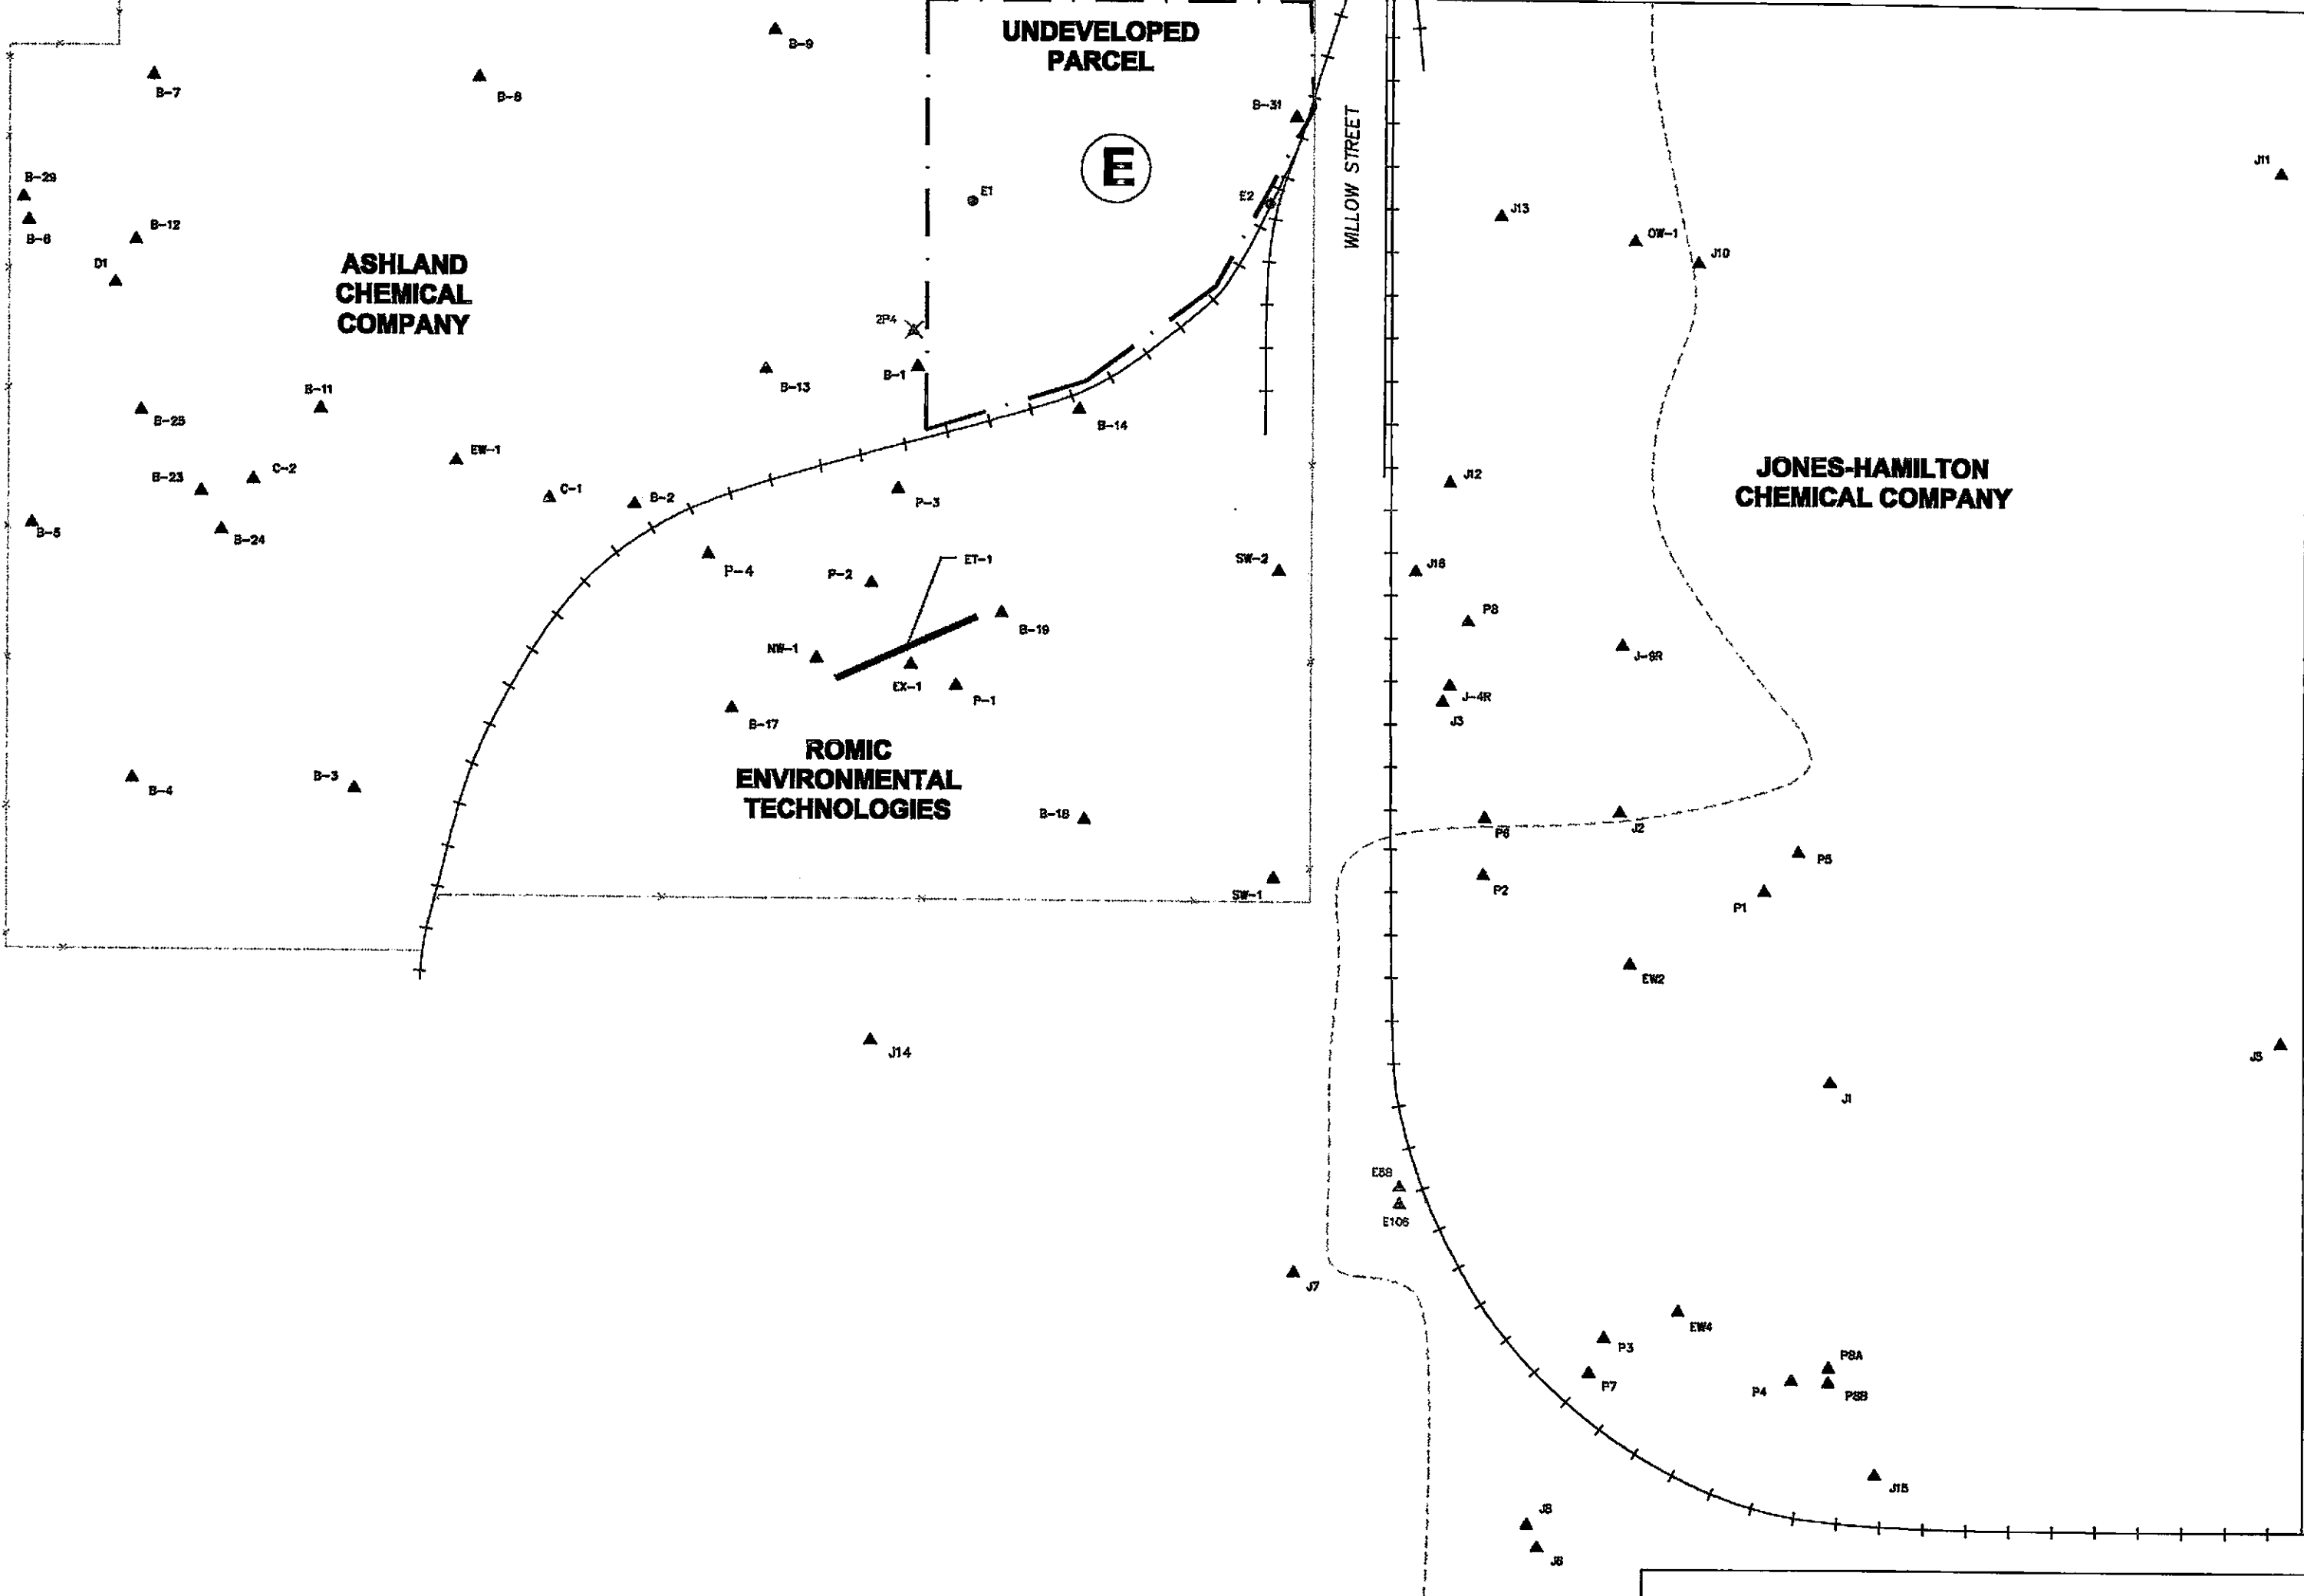 UNDEVELOPED
PARCEL
B-9
B-7
B-8
B-31
WILLOW STREET
E
J11
B-29
B-6
B-12
D1
E1
E2
J13
OW-1
J10
ASHLAND
CHEMICAL
COMPANY
2P4
B-1
B-13
B-11
B-25
B-14
EW-1
C-2
B-23
C-1
B-2
P-3
J12
JONES-HAMILTON
CHEMICAL COMPANY
B-5
B-24
P-4
P-2
ET-1
SW-2
J16
P8
B-19
NW-1
EX-1
P-1
J-4R
J3
B-17
ROMIC
ENVIRONMENTAL
TECHNOLOGIES
B-4
B-3
B-18
P6
J2
P5
SW-1
P2
P1
EW2
J14
J5
J1
E106
J7
EW4
P3
P7
P4
J15